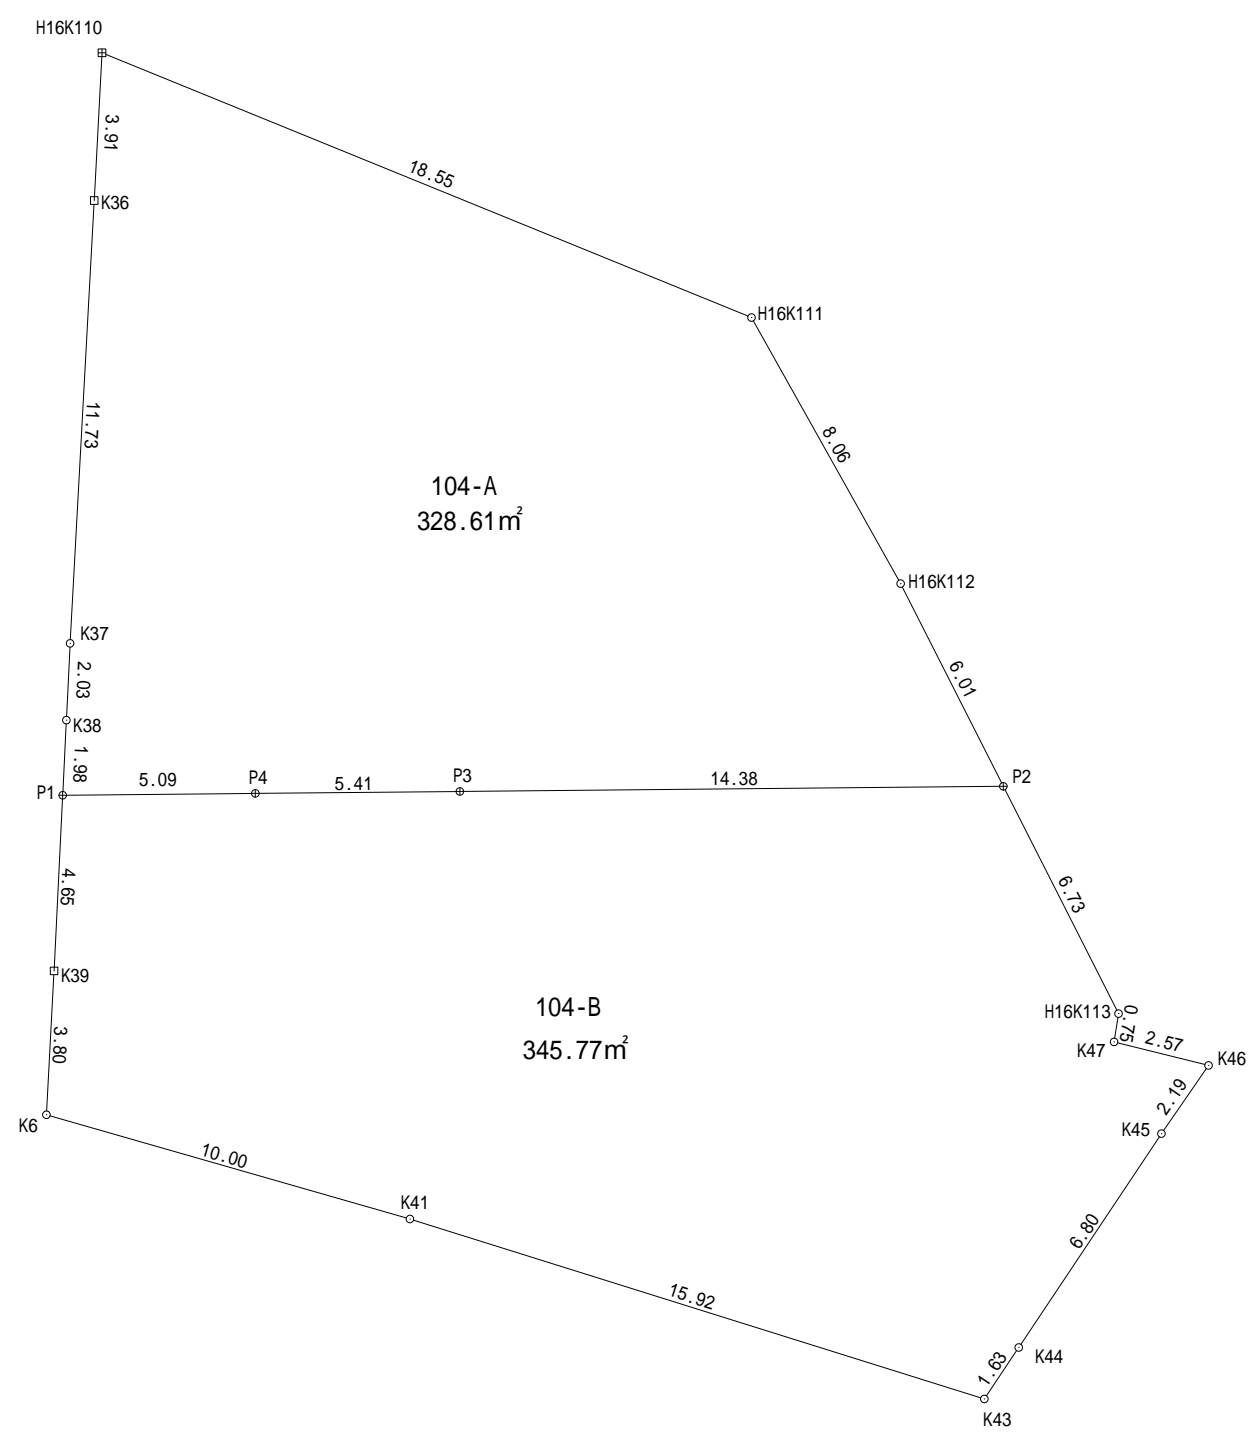 H16K110
3.91
18.55
K36
H16K111
11.73
8.06
104-A
328.61㎡
H16K112
K37
2.03
6.01
K38
1.98
P1
5.09
P4
5.41
P3
14.38
P2
4.65
6.73
K39
104-B
345.77㎡
H16K113
0.75
K47
2.57
K46
3.80
2.19
K45
K6
10.00
K41
6.80
15.92
1.63
K44
K43